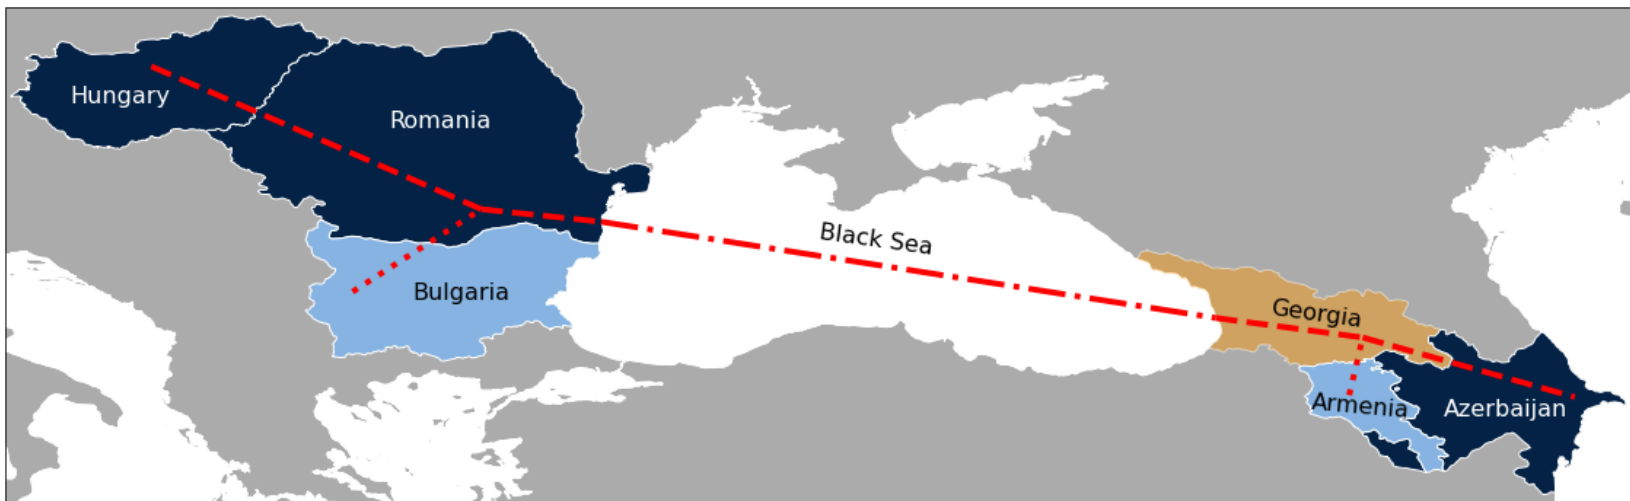 Hungary
Romania
Black Sea
Bulgaria
Georgia
Armenia
Azerbaijan